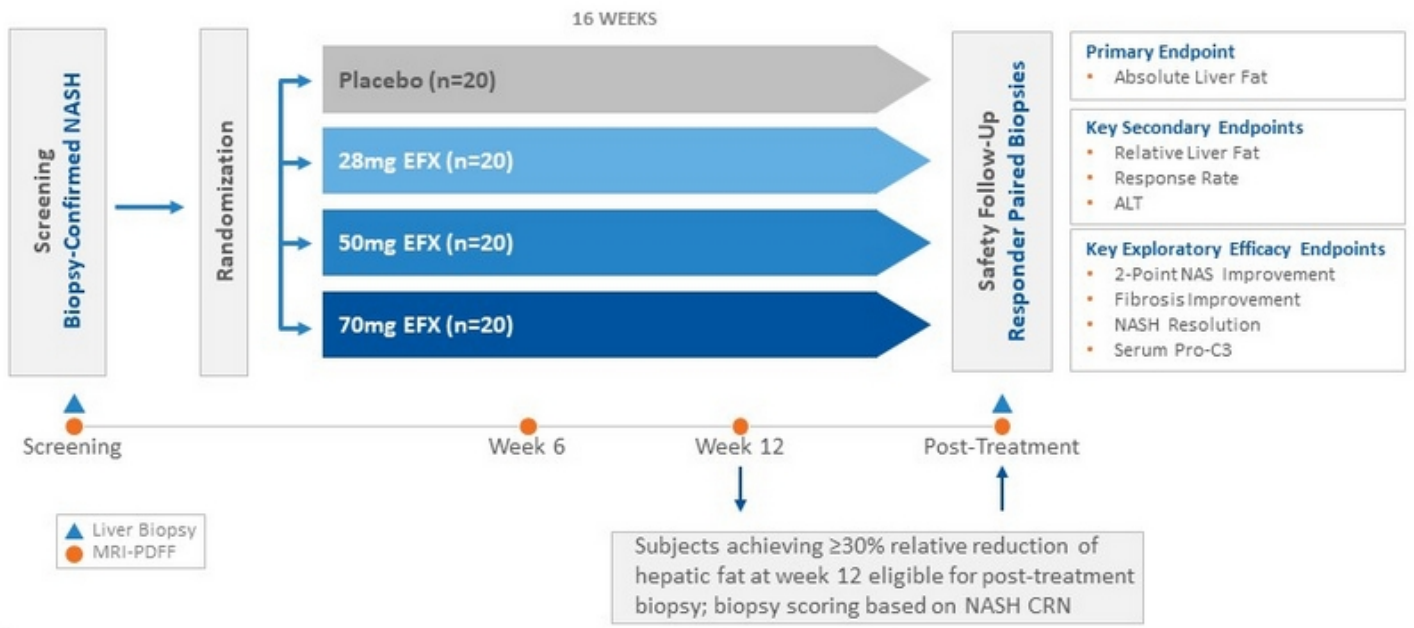 16 WEEKS
Screening
Biopsy-Confirmed NASH
Randomization
Placebo (n=20)
28mg EFX (n=20)
50mg EFX (n=20)
70mg EFX (n=20)
Safety Follow-Up
Responder Paired Biopsies
Primary Endpoint
• Absolute Liver Fat
Key Secondary Endpoints
• Relative Liver Fat
• Response Rate
• ALT
Key Exploratory Efficacy Endpoints
• 2-Point NAS Improvement
• Fibrosis Improvement
• NASH Resolution
• Serum Pro-C3
Screening
Week 6
Week 12
Post-Treatment
Liver Biopsy
MRI-PDFF
Subjects achieving ≥30% relative reduction of
hepatic fat at week 12 eligible for post-treatment
biopsy; biopsy scoring based on NASH CRN